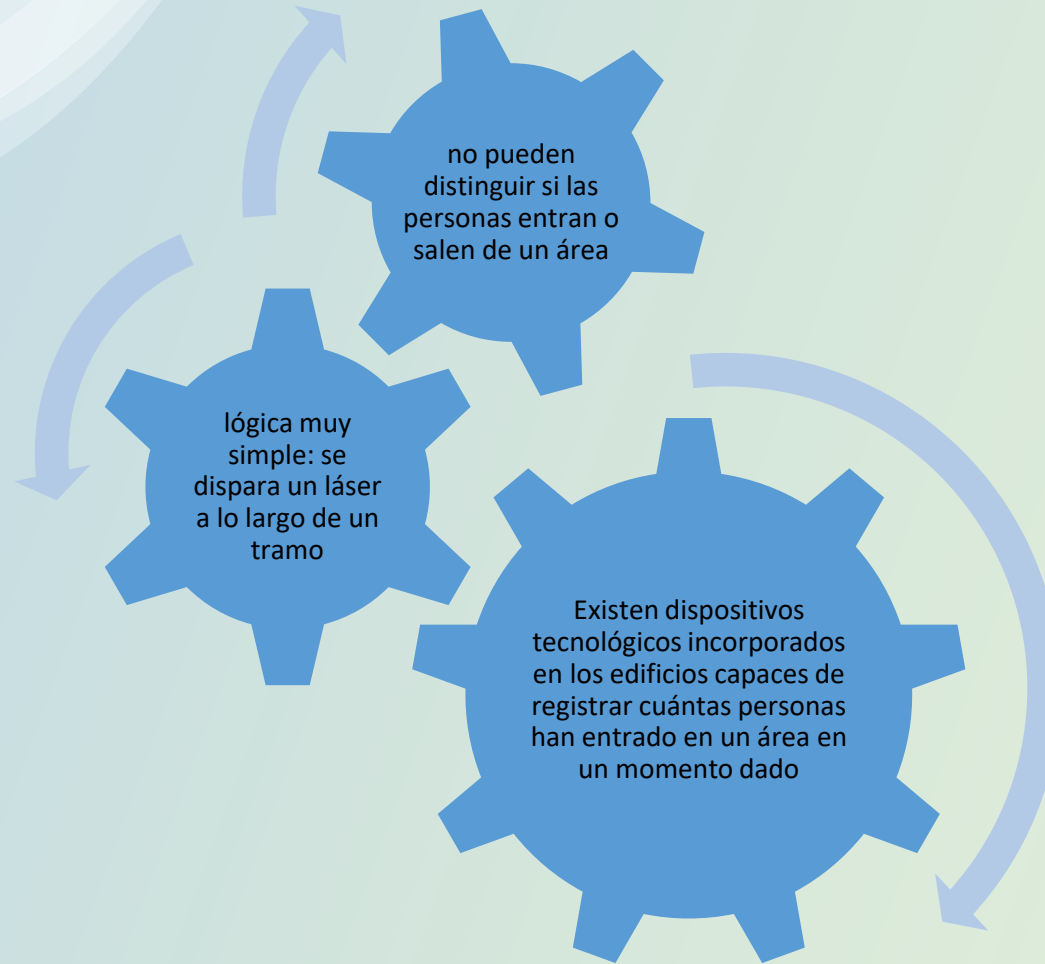 no pueden
distinguir si las
personas entran o
salen de un área
lógica muy
simple: se
dispara un láser
a lo largo de un
tramo
Existen dispositivos
tecnológicos incorporados
en los edificios capaces de
registrar cuántas personas
han entrado en un área en
un momento dado